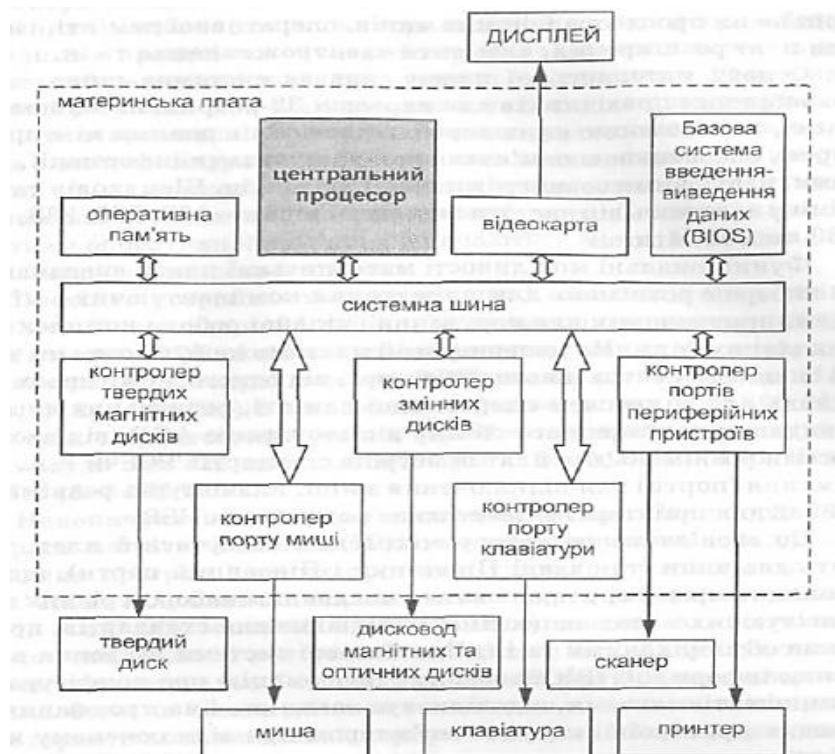 ДИСПЛЕЙ
материнська плата
оперативна
пам'ять
центральний
процесор
відеокарта
Базова
система
введення-
виведення
даних
(BIOS)
системна шина
контролер
твердих
магнітних
дисків
контролер
змінних
дисків
контролер
портів
периферійних
пристроїв
контролер
порту миші
контролер
порту
клавіатури
твердий
диск
дисковод
магнітних та
оптичних дисків
сканер
миша
клавіатура
принтер